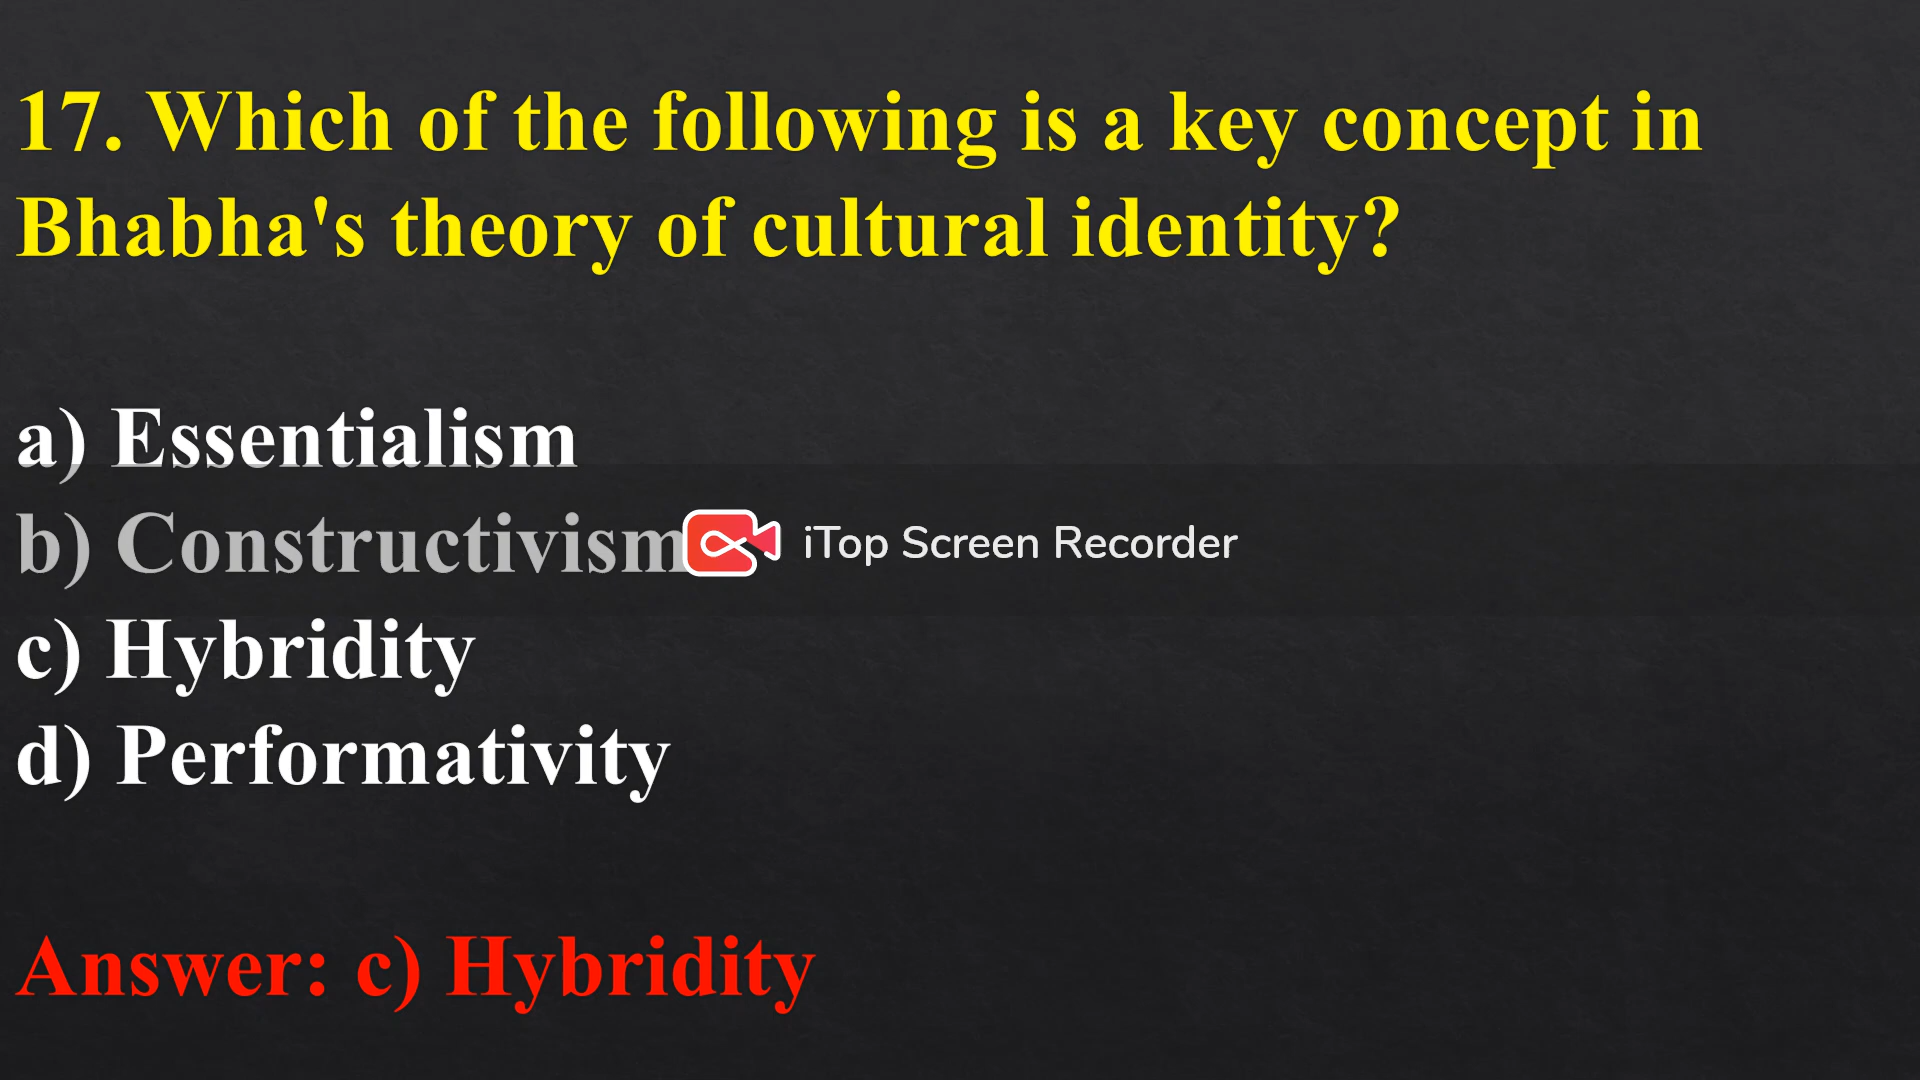 17. Which of the following is a key concept in
Bhabha's theory of cultural identity?
a) Essentialism
b) Constructivism
iTop Screen Recorder
c) Hybridity
d) Performativity
Answer: c) Hybridity